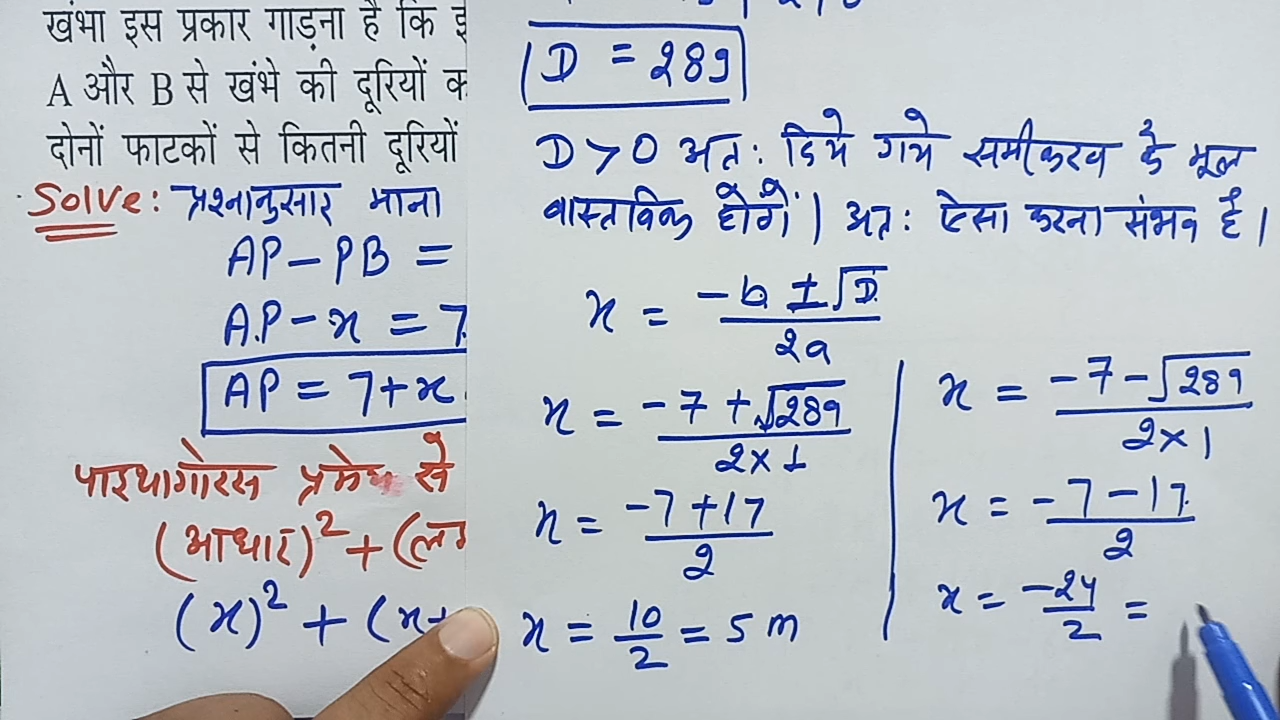 खंभा इस प्रकार गाड़ना है कि
A और B से खंभे की दूरियों
दोनों फाटकों से कितनी दूरियों
Solve: प्रश्नानुसार माना
AP - PB =
A.P - x = 7
AP = 7 + x
पाइथागोरस प्रमेय से
(आधार)² + (
(x)² + (x+
D = 289
D > 0 अत: दिये गये समीकरव के मूल
वास्तविक होगें। अत: ऐसा करना संभव है।
x = -b ± √D / 2a
x = -7 + √289 / 2×1
x = -7 + 17 / 2
x = 10/2 = 5 m
x = -7 - √289 / 2×1
x = -7 - 17 / 2
x = -24/2 =